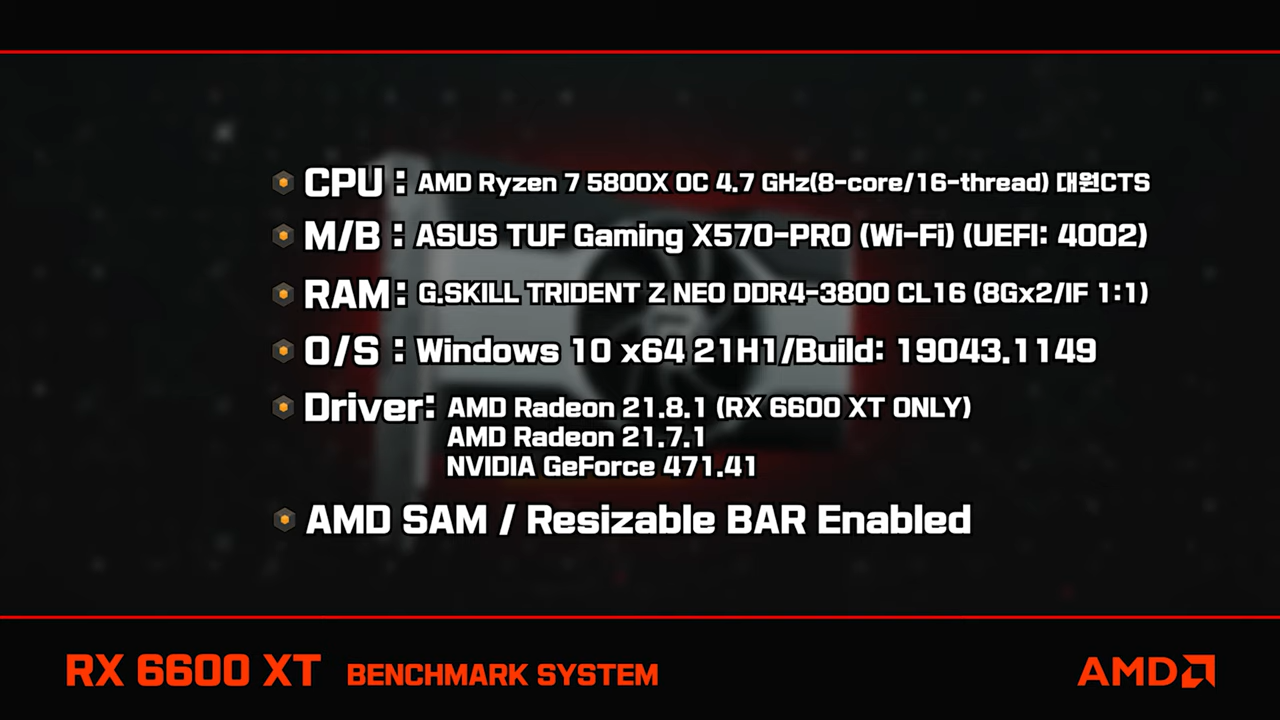 CPU : AMD Ryzen 7 5800X OC 4.7 GHz(8-core/16-thread) 대원CTS
M/B : ASUS TUF Gaming X570-PRO (Wi-Fi) (UEFI: 4002)
RAM : G.SKILL TRIDENT Z NEO DDR4-3800 CL16 (8Gx2/IF 1:1)
O/S : Windows 10 x64 21H1/Build: 19043.1149
Driver: AMD Radeon 21.8.1 (RX 6600 XT ONLY)
AMD Radeon 21.7.1
NVIDIA GeForce 471.41
AMD SAM / Resizable BAR Enabled
RX 6600 XT BENCHMARK SYSTEM
AMD